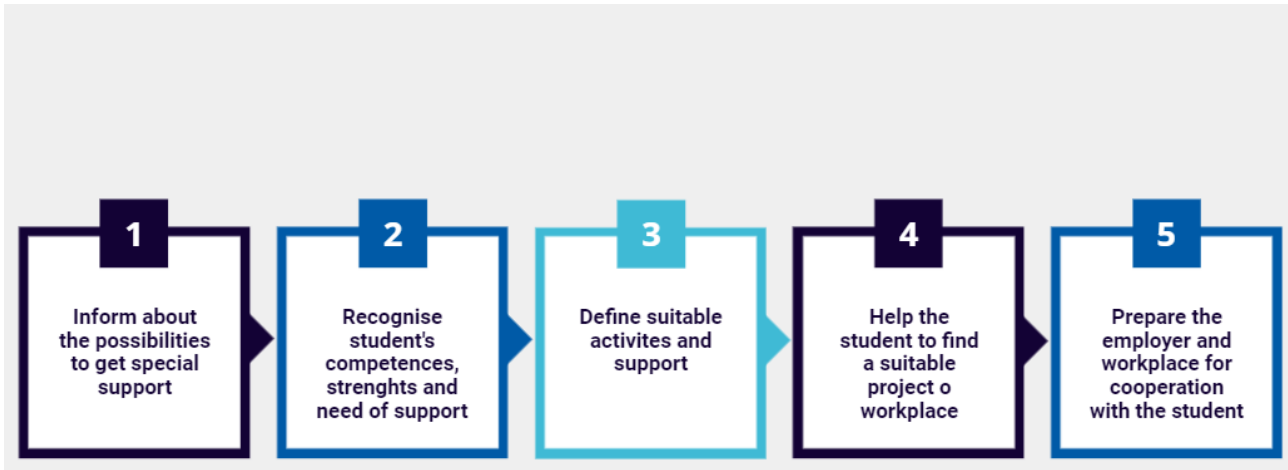 1
Inform about
the possibilities
to get special
support
2
Recognise
student's
competences,
strenghts and
need of support
3
Define suitable
activites and
support
4
Help the
student to find
a suitable
project o
workplace
5
Prepare the
employer and
workplace for
cooperation
with the student